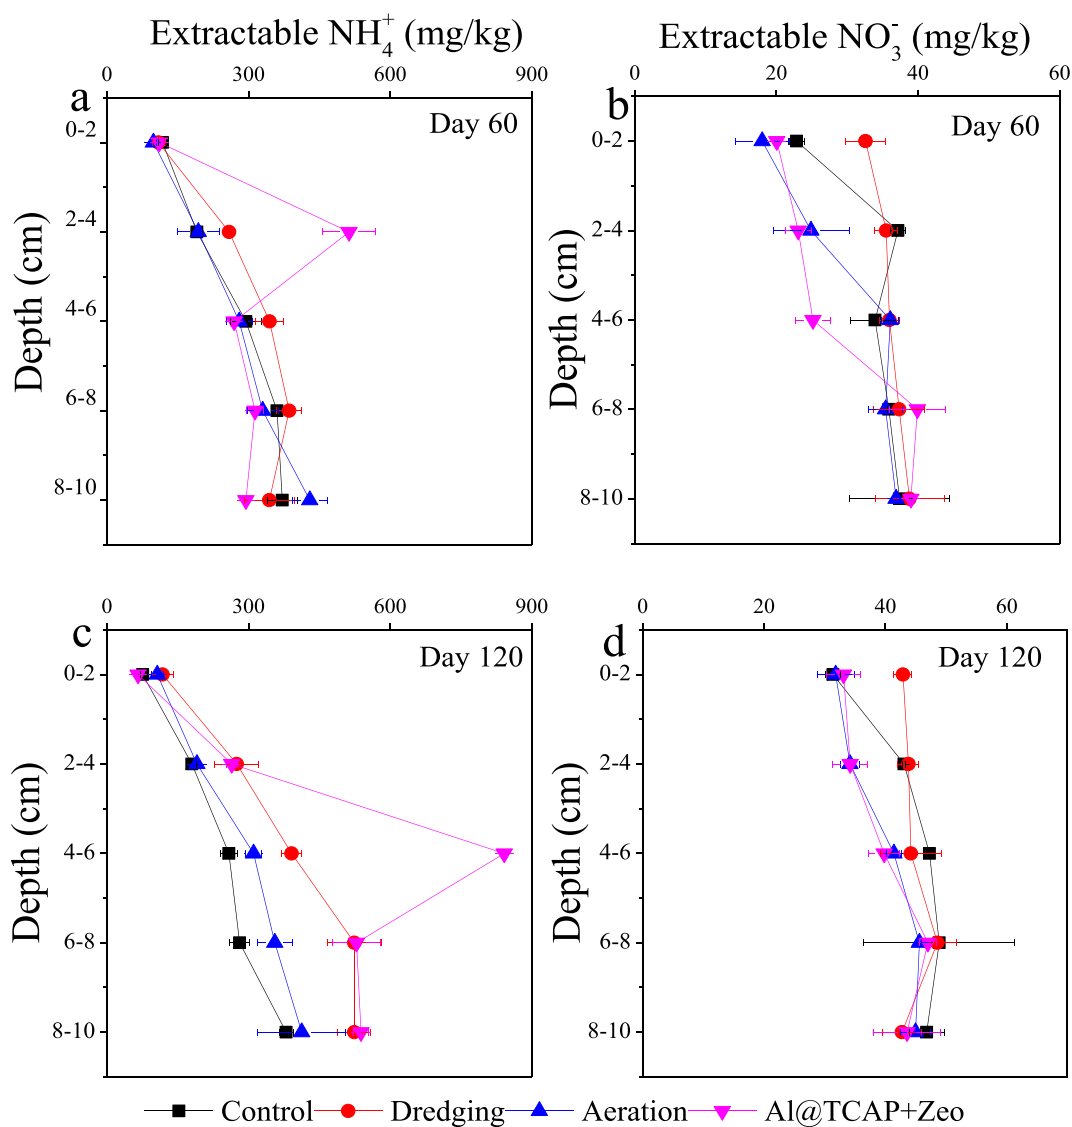 Extractable NH₄⁺ (mg/kg)
Extractable NO₃⁻ (mg/kg)
0 300 600 900
0 20 40 60
a
Day 60
b
Day 60
Depth (cm)
0-2
2-4
4-6
6-8
8-10
Depth (cm)
0-2
2-4
4-6
6-8
8-10
0 300 600 900
0 20 40 60
c
Day 120
d
Day 120
Depth (cm)
0-2
2-4
4-6
6-8
8-10
Depth (cm)
0-2
2-4
4-6
6-8
8-10
Control Dredging Aeration Al@TCAP+Zeo